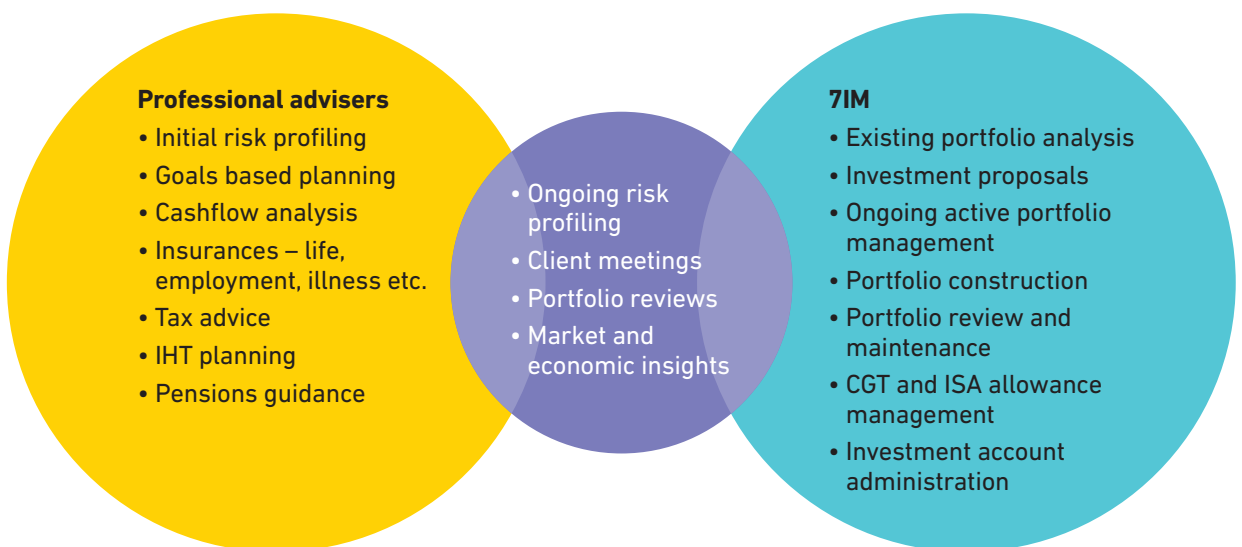 Professional advisers
• Initial risk profiling
• Goals based planning
• Cashflow analysis
• Insurances – life,
employment, illness etc.
• Tax advice
• IHT planning
• Pensions guidance
• Ongoing risk
profiling
• Client meetings
• Portfolio reviews
• Market and
economic insights
7IM
• Existing portfolio analysis
• Investment proposals
• Ongoing active portfolio
management
• Portfolio construction
• Portfolio review and
maintenance
• CGT and ISA allowance
management
• Investment account
administration